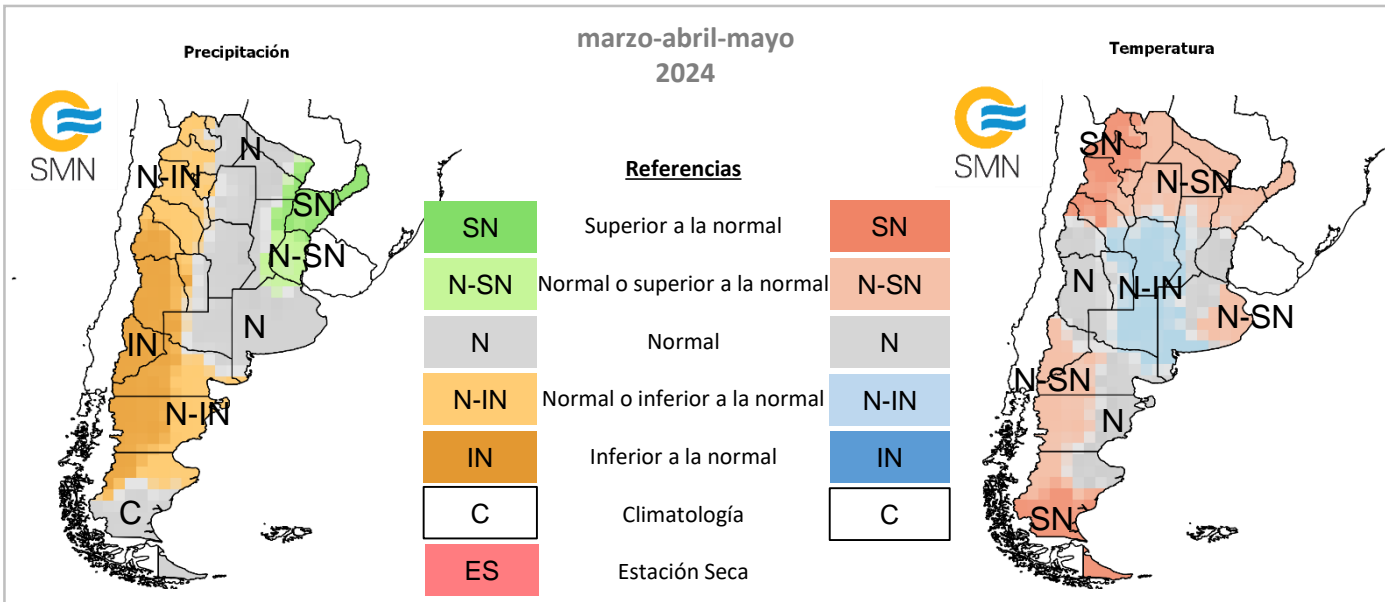 marzo-abril-mayo
2024
Precipitación
SMN
N
N-IN
SN
N-SN
N
IN
N-IN
C
Referencias
SN Superior a la normal SN
N-SN Normal o superior a la normal N-SN
N Normal N
N-IN Normal o inferior a la normal N-IN
IN Inferior a la normal IN
C Climatología C
ES Estación Seca
Temperatura
SMN
SN
N-SN
N
N-IN
N-SN
N-SN
N
SN